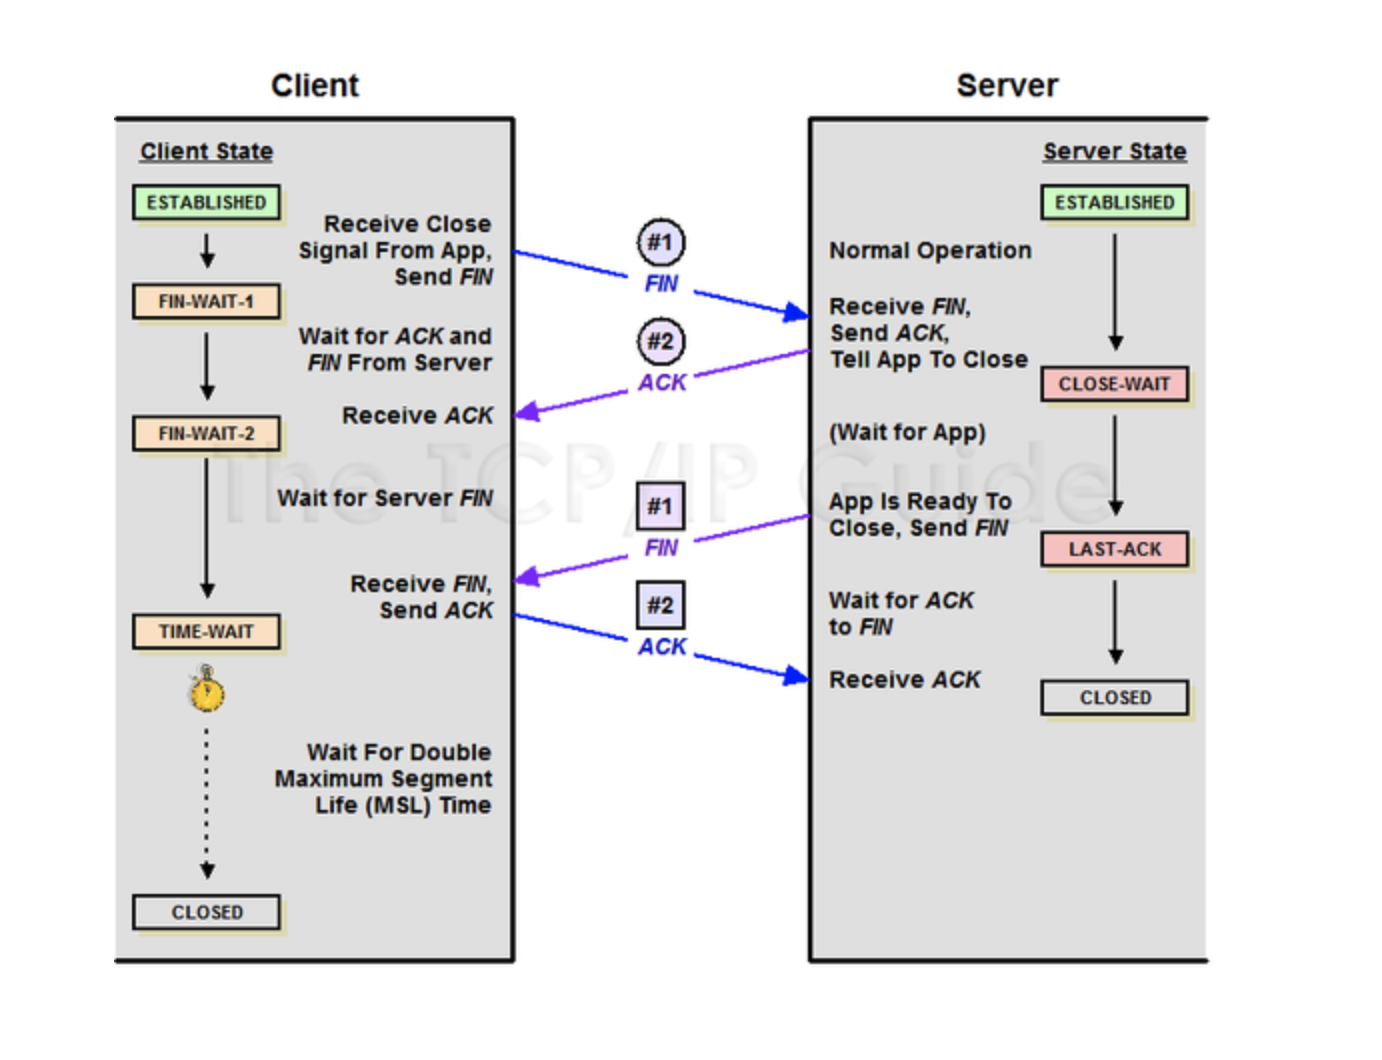 Client
Server
Client State
ESTABLISHED
Receive Close
Signal From App,
Send FIN
FIN-WAIT-1
Wait for ACK and
FIN From Server
Receive ACK
FIN-WAIT-2
Wait for Server FIN
Receive FIN,
Send ACK
TIME-WAIT
Wait For Double
Maximum Segment
Life (MSL) Time
CLOSED
#1
FIN
#2
ACK
#1
FIN
#2
ACK
Server State
ESTABLISHED
Normal Operation
Receive FIN,
Send ACK,
Tell App To Close
CLOSE-WAIT
(Wait for App)
App Is Ready To
Close, Send FIN
LAST-ACK
Wait for ACK
to FIN
Receive ACK
CLOSED
The TCP/IP Guide